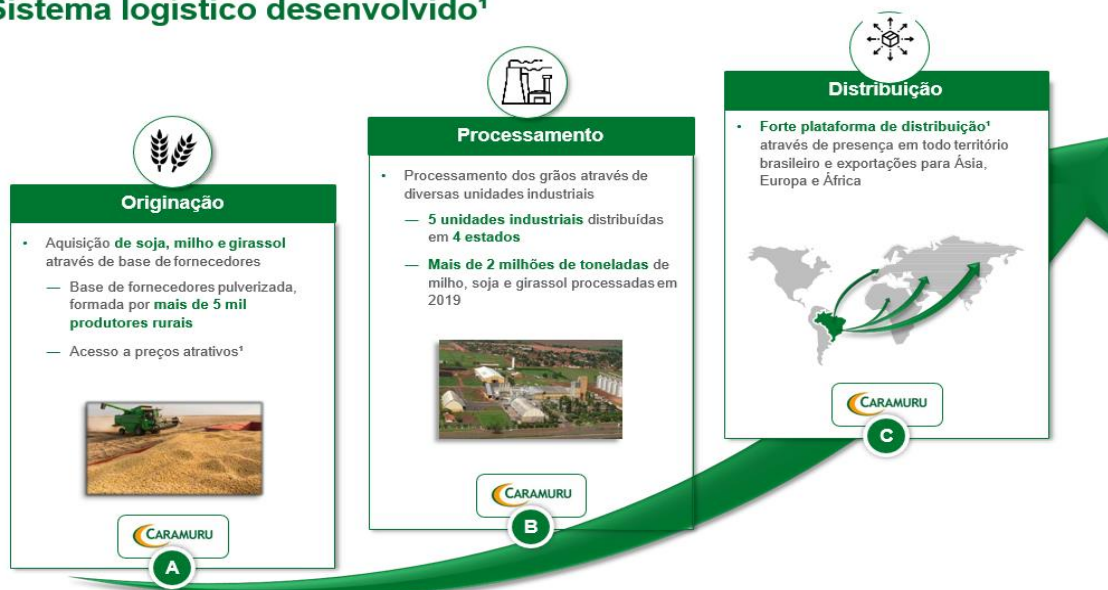 Sistema logístico desenvolvido¹
Originação
• Aquisição de soja, milho e girassol
através de base de fornecedores
— Base de fornecedores pulverizada,
formada por mais de 5 mil
produtores rurais
— Acesso a preços atrativos¹
CARAMURU
A
Processamento
• Processamento dos grãos através de
diversas unidades industriais
— 5 unidades industriais distribuídas
em 4 estados
— Mais de 2 milhões de toneladas de
milho, soja e girassol processadas em
2019
CARAMURU
B
Distribuição
• Forte plataforma de distribuição¹
através de presença em todo território
brasileiro e exportações para Ásia,
Europa e África
CARAMURU
C